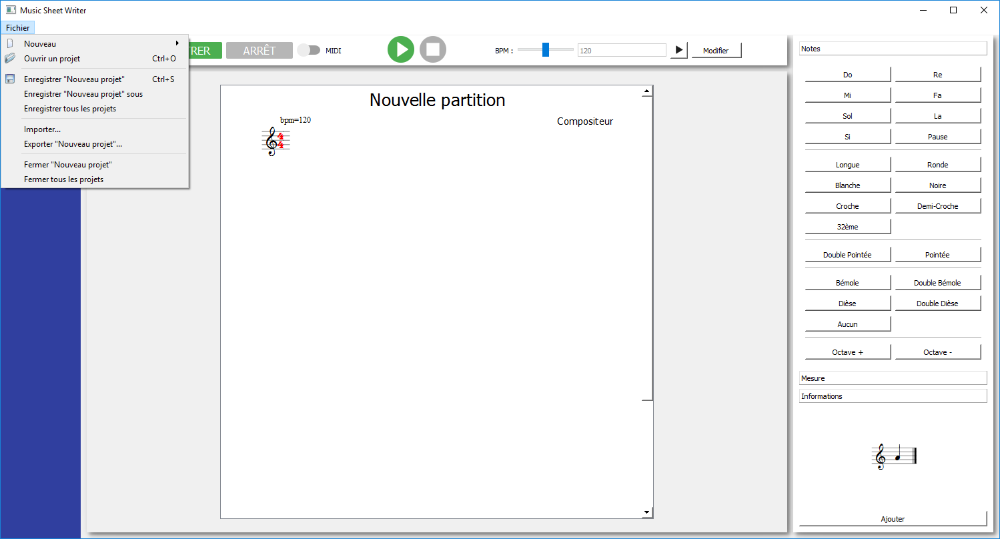 Music Sheet Writer
Fichier
Nouveau
Ouvrir un projet Ctrl+O
Enregistrer "Nouveau projet" Ctrl+S
Enregistrer "Nouveau projet" sous
Enregistrer tous les projets
Importer...
Exporter "Nouveau projet"...
Fermer "Nouveau projet"
Fermer tous les projets
TRER ARRÊT MIDI BPM : 120 Modifier
Nouvelle partition
bpm=120
Compositeur
4
4
Notes
Do Re
Mi Fa
Sol La
Si Pause
Longue Ronde
Blanche Noire
Croche Demi-Croche
32ème
Double Pointée Pointée
Bémole Double Bémole
Dièse Double Dièse
Aucun
Octave + Octave -
Mesure
Informations
Ajouter